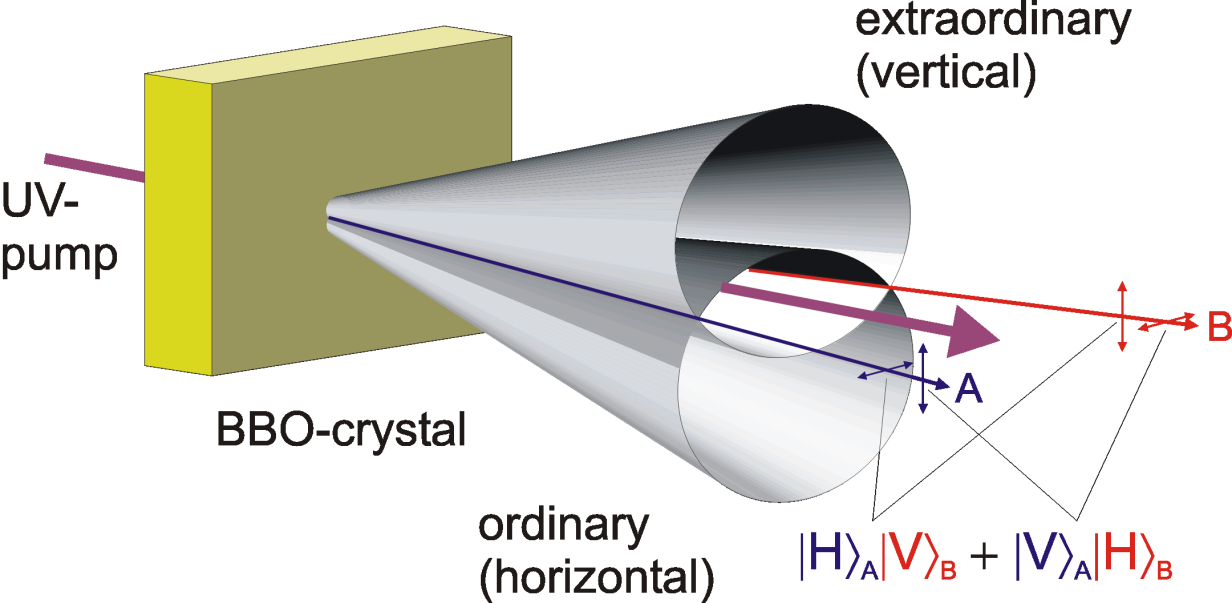 extraordinary
(vertical)
UV-
pump
BBO-crystal
B
A
ordinary
(horizontal)
|H⟩A|V⟩B + |V⟩A|H⟩B